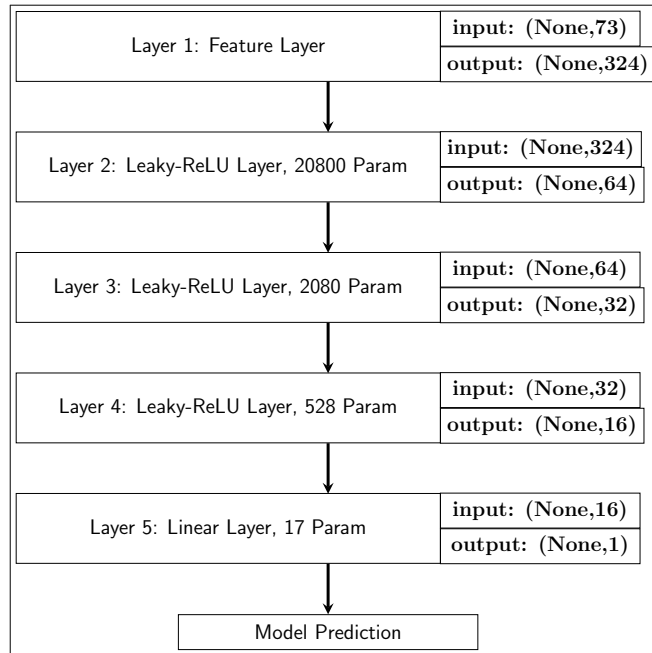 Layer 1: Feature Layer
input: (None,73)
output: (None,324)
Layer 2: Leaky-ReLU Layer, 20800 Param
input: (None,324)
output: (None,64)
Layer 3: Leaky-ReLU Layer, 2080 Param
input: (None,64)
output: (None,32)
Layer 4: Leaky-ReLU Layer, 528 Param
input: (None,32)
output: (None,16)
Layer 5: Linear Layer, 17 Param
input: (None,16)
output: (None,1)
Model Prediction